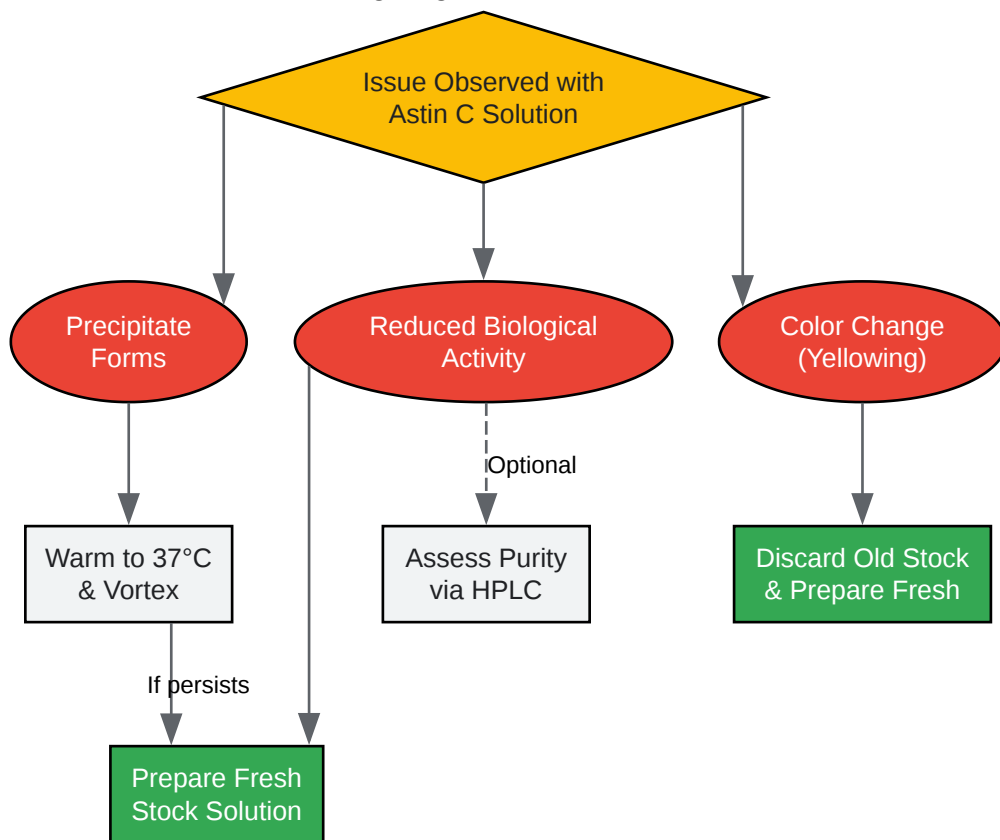 Issue Observed with
Astin C Solution
Precipitate
Forms
Reduced Biological
Activity
Color Change
(Yellowing)
Optional
Warm to 37°C
& Vortex
Assess Purity
via HPLC
Discard Old Stock
& Prepare Fresh
If persists
Prepare Fresh
Stock Solution